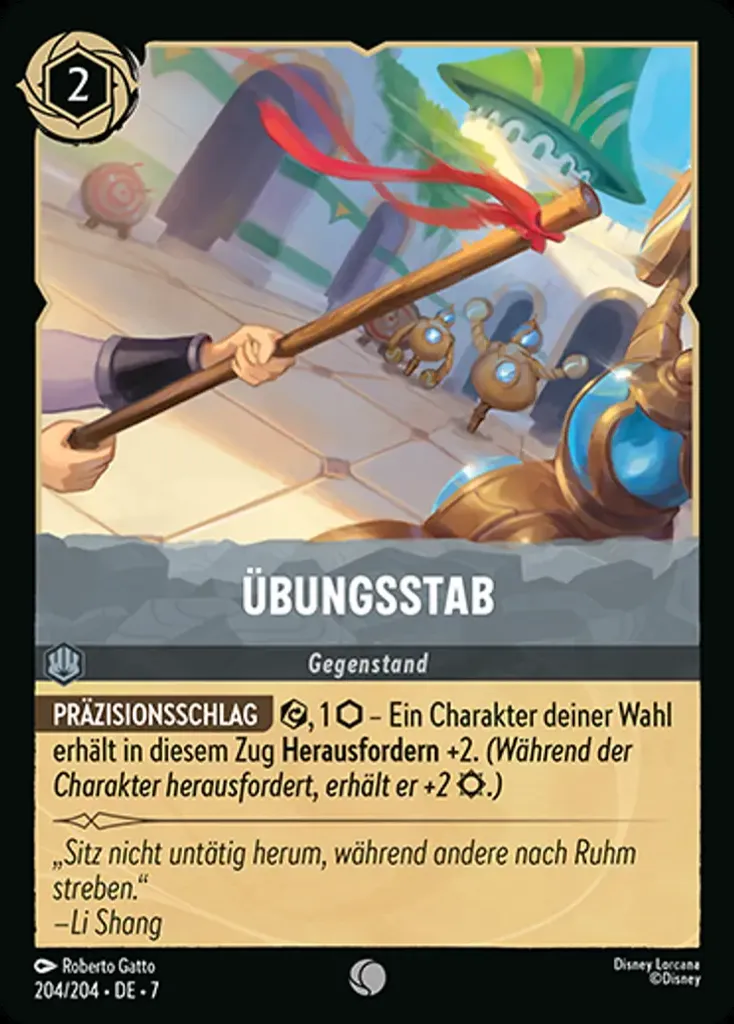 2
ÜBUNGSSTAB
Gegenstand
PRÄZISIONSSCHLAG , 1 – Ein Charakter deiner Wahl
erhält in diesem Zug Herausfordern +2. (Während der
Charakter herausfordert, erhält er +2 .)
„Sitz nicht untätig herum, während andere nach Ruhm
streben.“
–Li Shang
Roberto Gatto
204/204 • DE • 7
Disney Lorcana
©Disney